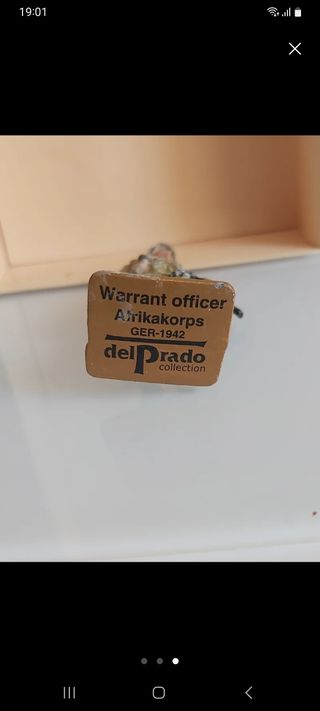 19:01
Warrant officer
Afrikakorps
GER-1942
delPrado
collection